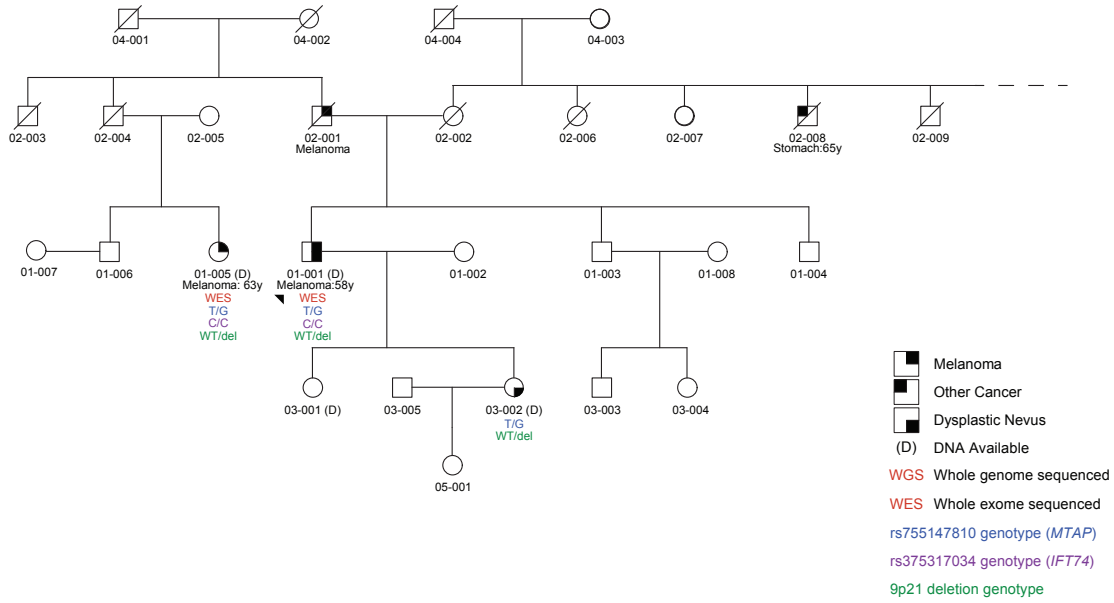 04-001
04-002
04-004
04-003
02-003
02-004
02-005
02-001
Melanoma
02-002
02-006
02-007
02-008
Stomach:65y
02-009
01-007
01-006
01-005 (D)
Melanoma: 63y
WES
T/G
C/C
WT/del
01-001 (D)
Melanoma:58y
WES
T/G
C/C
WT/del
01-002
01-003
01-008
01-004
03-001 (D)
03-005
03-002 (D)
T/G
WT/del
03-003
03-004
05-001
Melanoma
Other Cancer
Dysplastic Nevus
(D) DNA Available
WGS Whole genome sequenced
WES Whole exome sequenced
rs755147810 genotype (MTAP)
rs375317034 genotype (IFT74)
9p21 deletion genotype